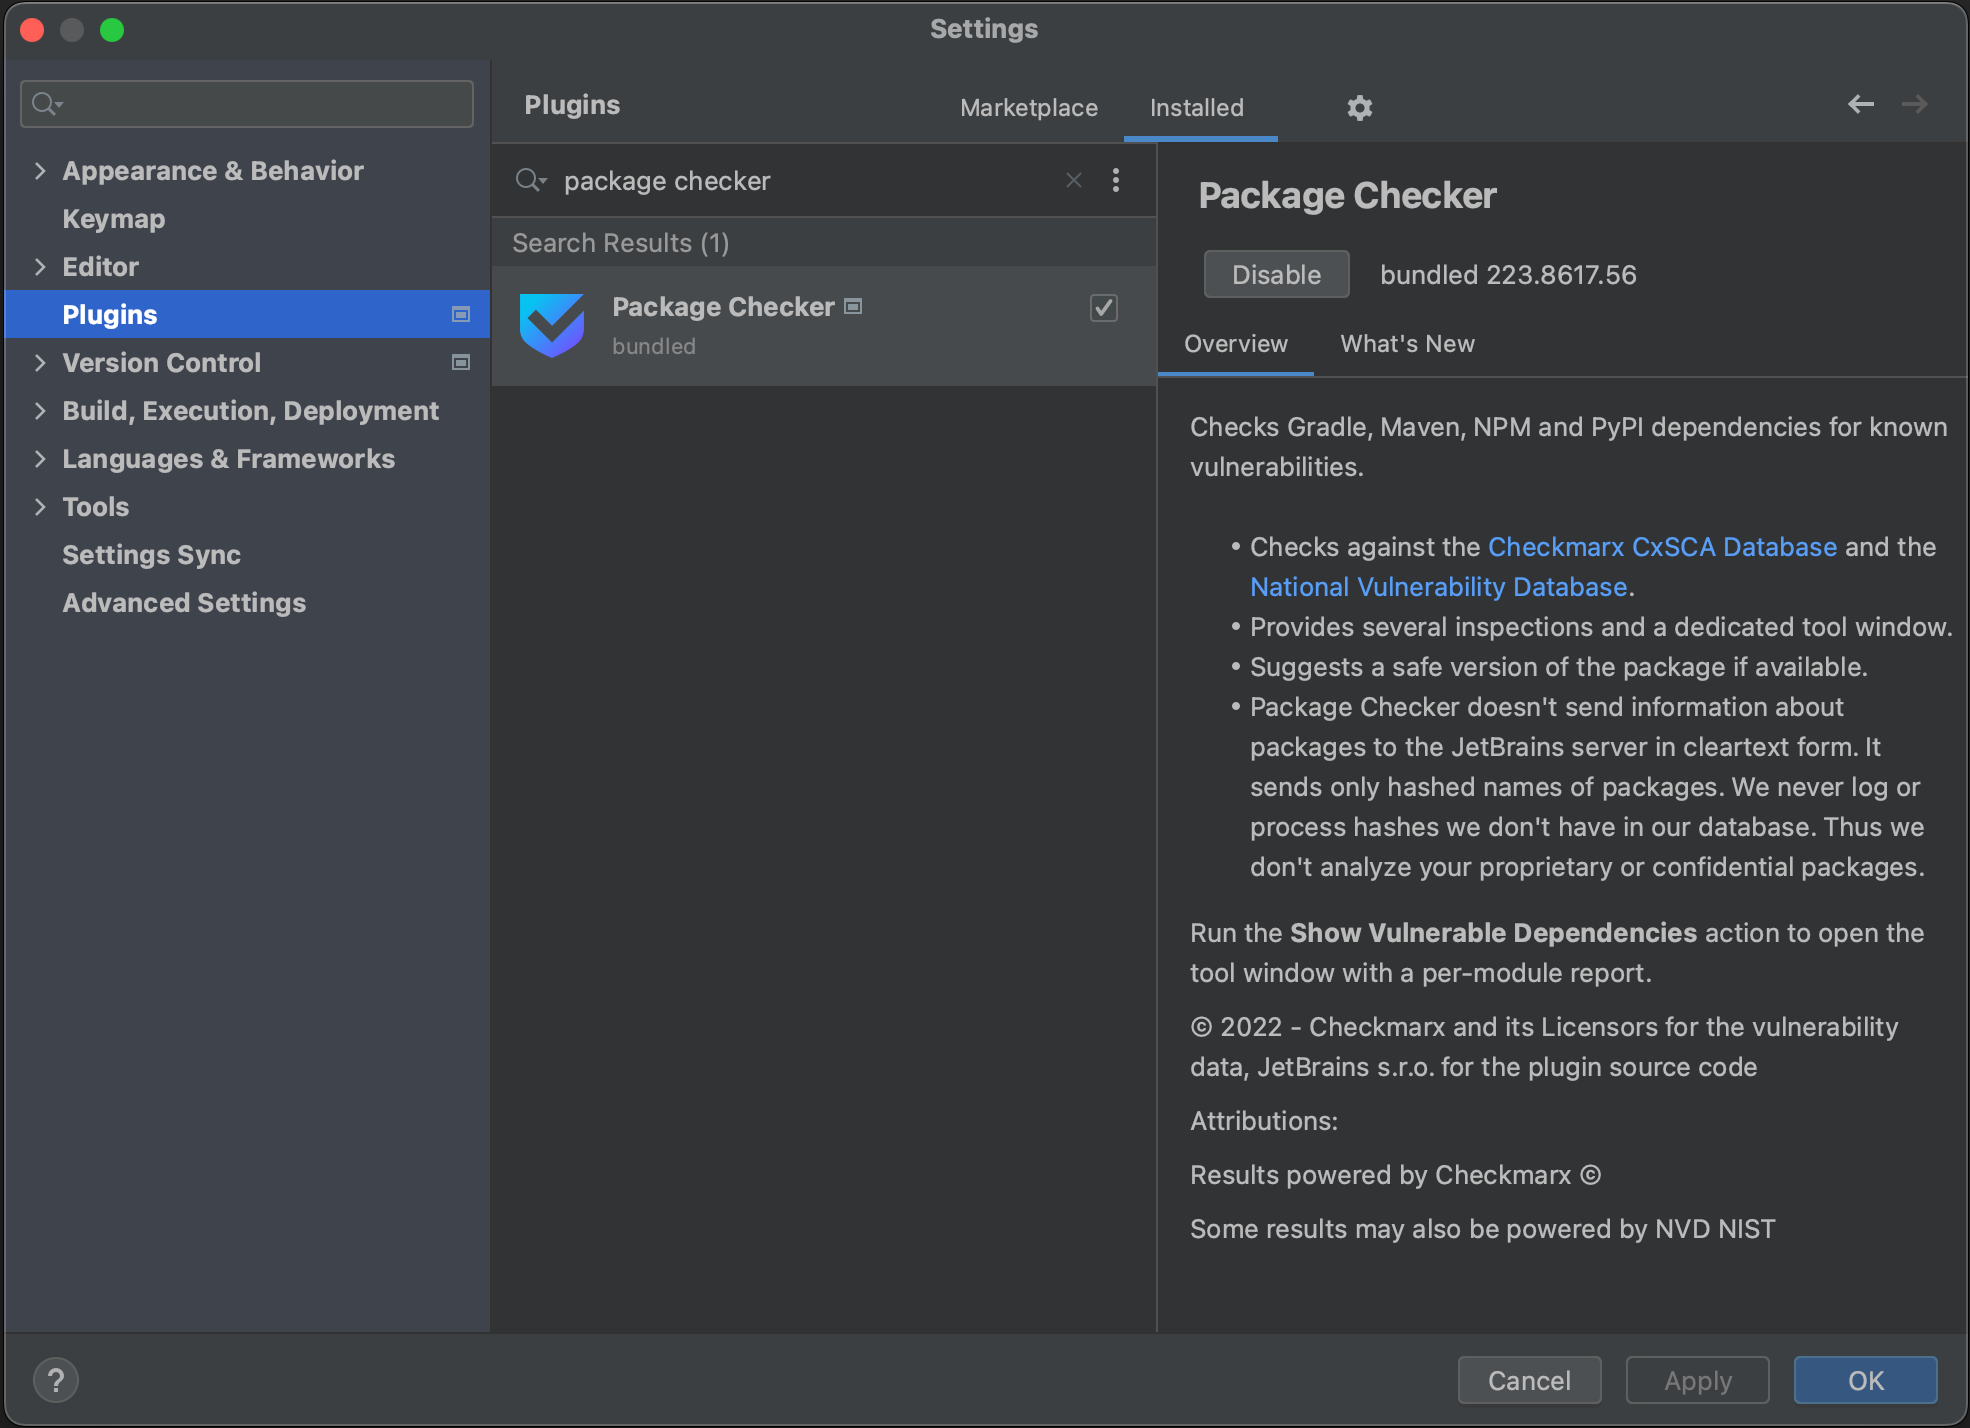 Settings
Appearance & Behavior
Keymap
Editor
Plugins
Version Control
Build, Execution, Deployment
Languages & Frameworks
Tools
Settings Sync
Advanced Settings
Plugins
Marketplace
Installed
package checker
Search Results (1)
Package Checker
bundled
Package Checker
Disable
bundled 223.8617.56
Overview
What's New
Checks Gradle, Maven, NPM and PyPI dependencies for known
vulnerabilities.
• Checks against the Checkmarx CxSCA Database and the
National Vulnerability Database.
• Provides several inspections and a dedicated tool window.
• Suggests a safe version of the package if available.
• Package Checker doesn't send information about
packages to the JetBrains server in cleartext form. It
sends only hashed names of packages. We never log or
process hashes we don't have in our database. Thus we
don't analyze your proprietary or confidential packages.
Run the Show Vulnerable Dependencies action to open the
tool window with a per-module report.
© 2022 - Checkmarx and its Licensors for the vulnerability
data, JetBrains s.r.o. for the plugin source code
Attributions:
Results powered by Checkmarx ©
Some results may also be powered by NVD NIST
?
Cancel
Apply
OK